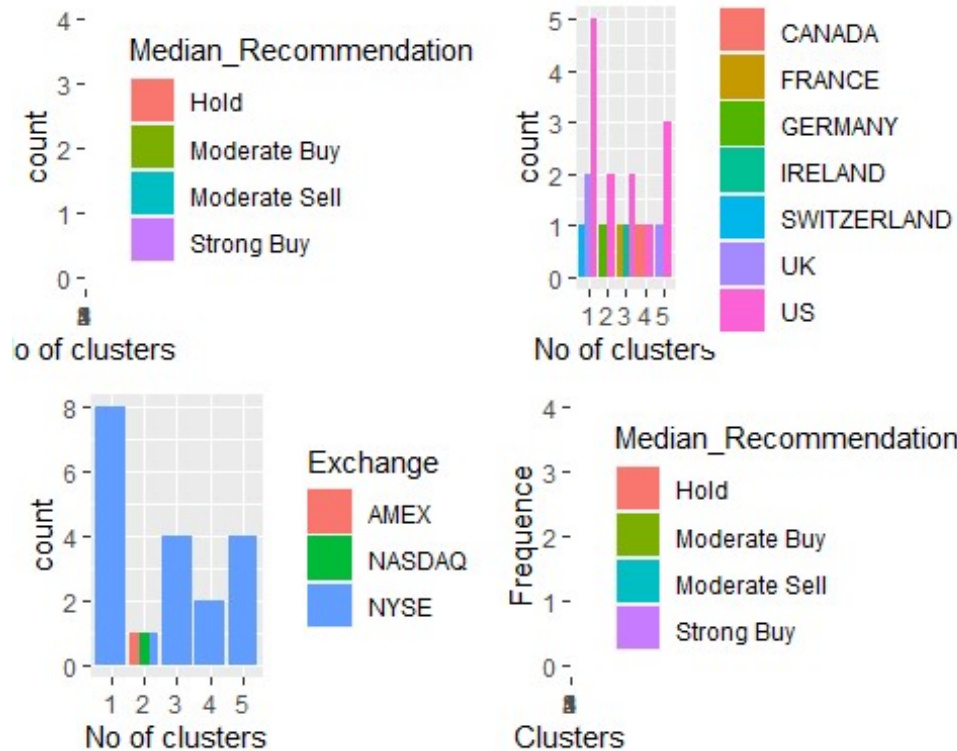 4
3
2
1
0
count
o of clusters
Median_Recommendation
Hold
Moderate Buy
Moderate Sell
Strong Buy
5
4
3
2
1
0
count
1 2 3 4 5
No of clusters
CANADA
FRANCE
GERMANY
IRELAND
SWITZERLAND
UK
US
8
6
4
2
0
count
1 2 3 4 5
No of clusters
Exchange
AMEX
NASDAQ
NYSE
4
3
2
1
0
Frequence
Clusters
Median_Recommendation
Hold
Moderate Buy
Moderate Sell
Strong Buy